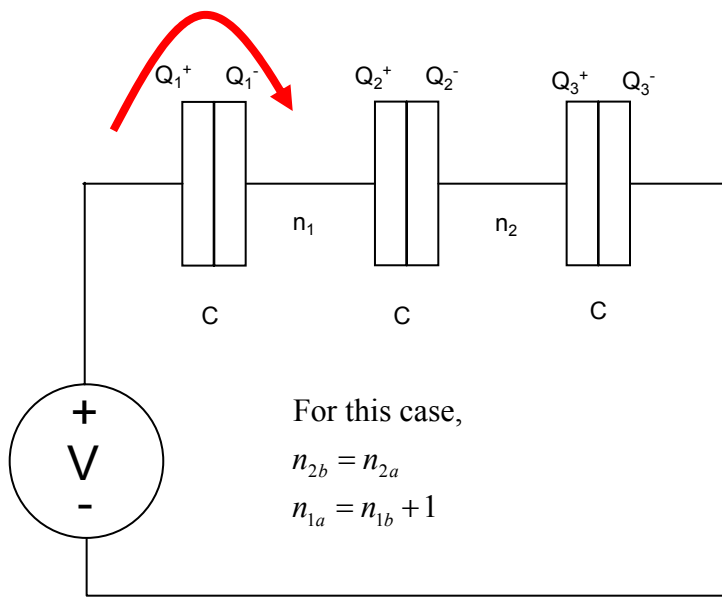 Q₁⁺ Q₁⁻ Q₂⁺ Q₂⁻ Q₃⁺ Q₃⁻
n₁ n₂
C C C
For this case,
n₂b = n₂ₐ
n₁ₐ = n₁b + 1
+
V
-